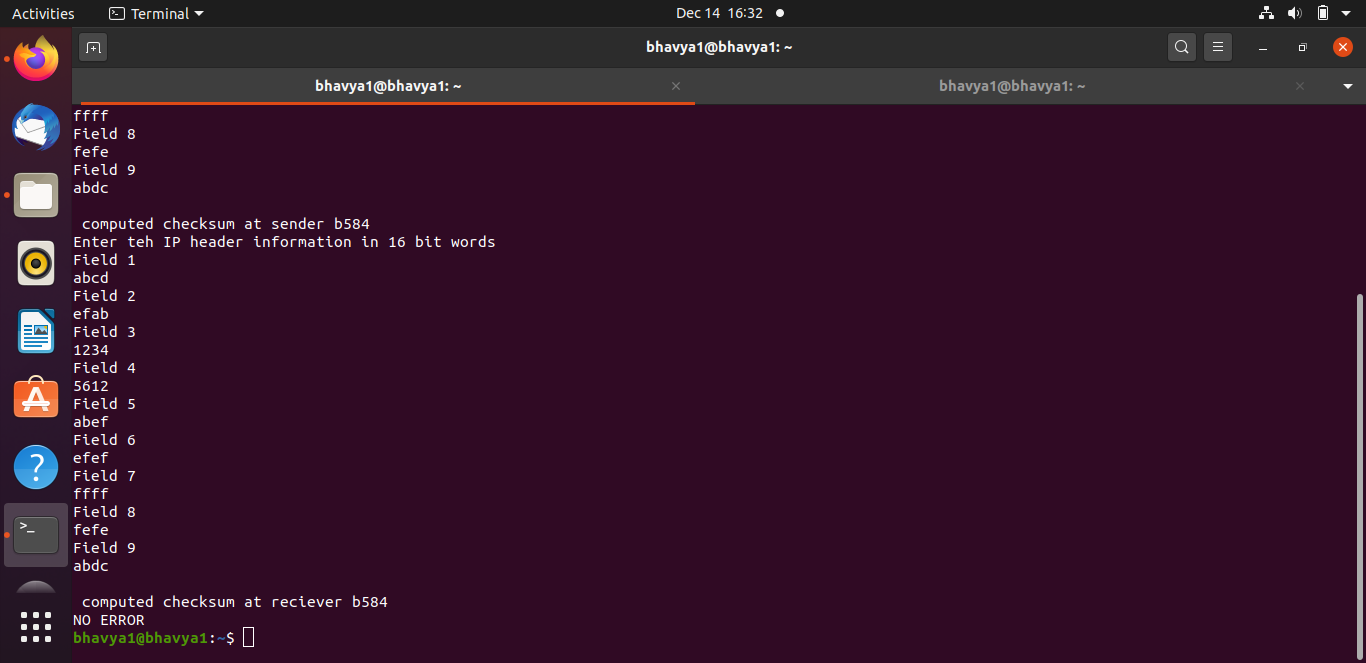 Activities
Terminal
Dec 14 16:32
bhavya1@bhavya1: ~
bhavya1@bhavya1: ~
bhavya1@bhavya1: ~
ffff
Field 8
fefe
Field 9
abdc
computed checksum at sender b584
Enter teh IP header information in 16 bit words
Field 1
abcd
Field 2
efab
Field 3
1234
Field 4
5612
Field 5
abef
Field 6
efef
Field 7
ffff
Field 8
fefe
Field 9
abdc
computed checksum at reciever b584
NO ERROR
bhavya1@bhavya1:~$